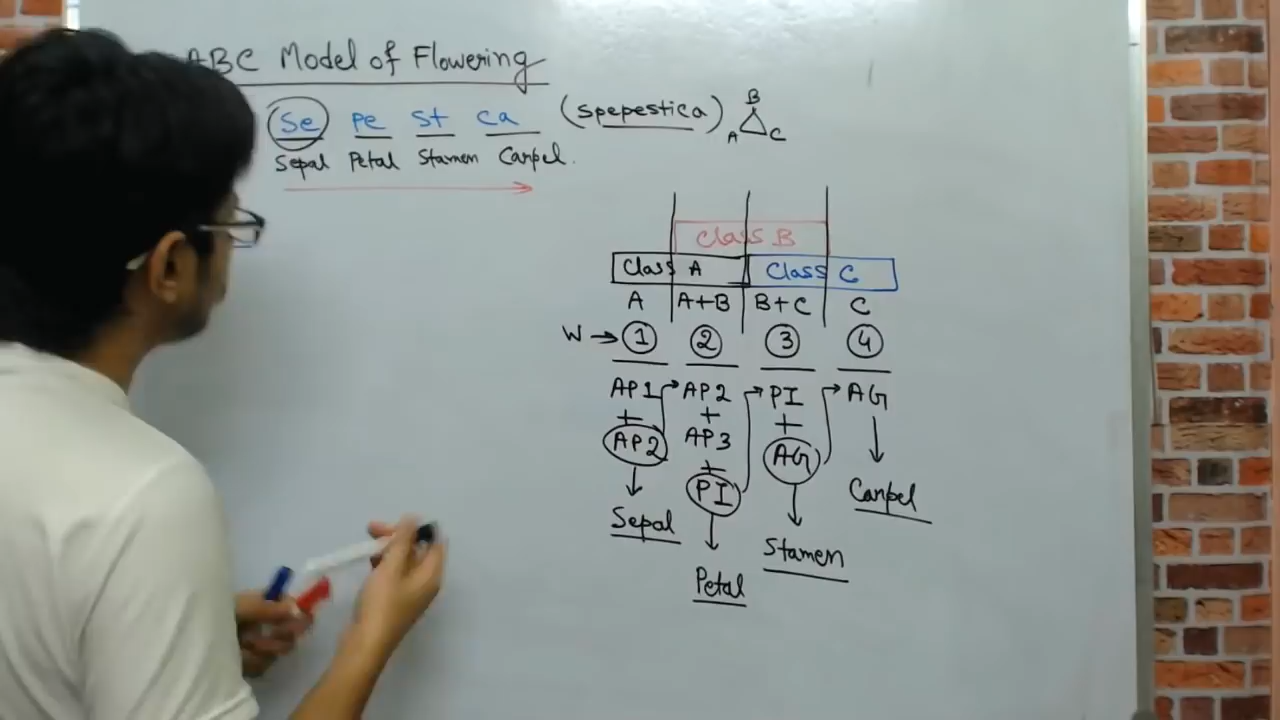 ABC Model of Flowering
Se Pe St Ca (Spepestica) B
A C
Sepal Petal Stamen Carpel.
Class B
Class A Class C
A A+B B+C C
W → 1 2 3 4
AP1 AP2 PI AG
+ + +
AP2 AP3 AG
+
PI
Sepal Petal Stamen Carpel